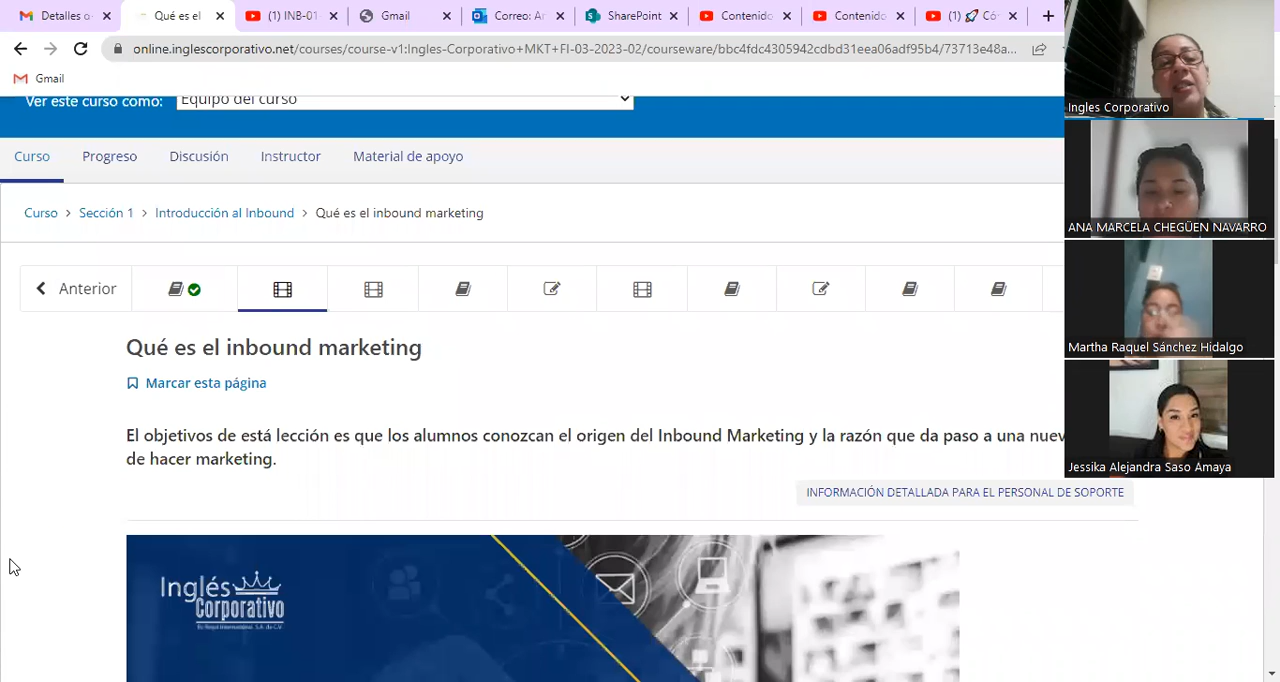 Detalles o
Qué es el
(1) INB-01
Gmail
Correo: Ar
SharePoint
Contenido
Contenido
(1) 🚀 Có
online.inglescorporativo.net/courses/course-v1:Ingles-Corporativo+MKT+FI-03-2023-02/courseware/bbc4fdc4305942cdbd31eea06adf95b4/73713e48a...
Gmail
Ver este curso como: Equipo del curso
Curso Progreso Discusión Instructor Material de apoyo
Curso > Sección 1 > Introducción al Inbound > Qué es el inbound marketing
Anterior
Qué es el inbound marketing
Marcar esta página
El objetivos de está lección es que los alumnos conozcan el origen del Inbound Marketing y la razón que da paso a una nuev
de hacer marketing.
INFORMACIÓN DETALLADA PARA EL PERSONAL DE SOPORTE
Inglés
Corporativo
Ingles Corporativo
ANA MARCELA CHEGÜEN NAVARRO
Martha Raquel Sánchez Hidalgo
Jessika Alejandra Saso Amaya